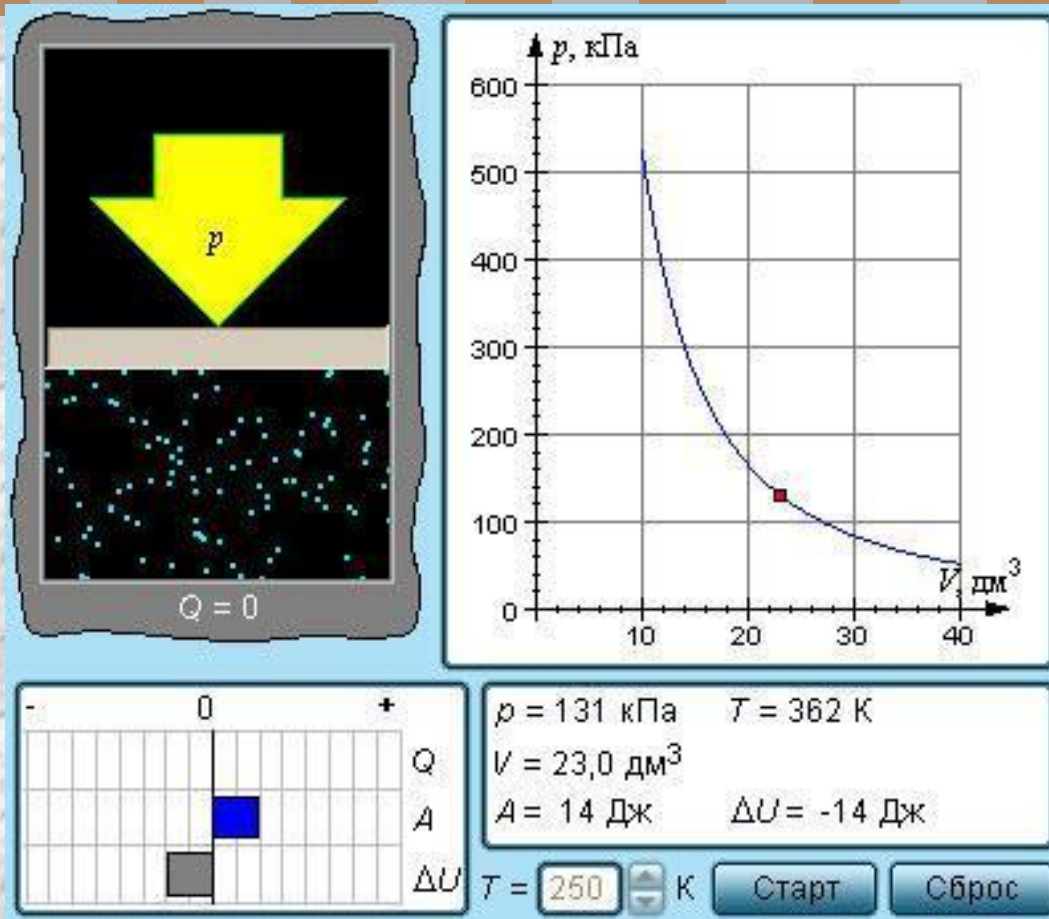 p
Q = 0
p, кПа
600
500
400
300
200
100
0
10 20 30 40
V, дм³
- 0 +
Q
A
ΔU
p = 131 кПа T = 362 К
V = 23,0 дм³
A = 14 Дж ΔU = -14 Дж
T = 250 К Старт Сброс